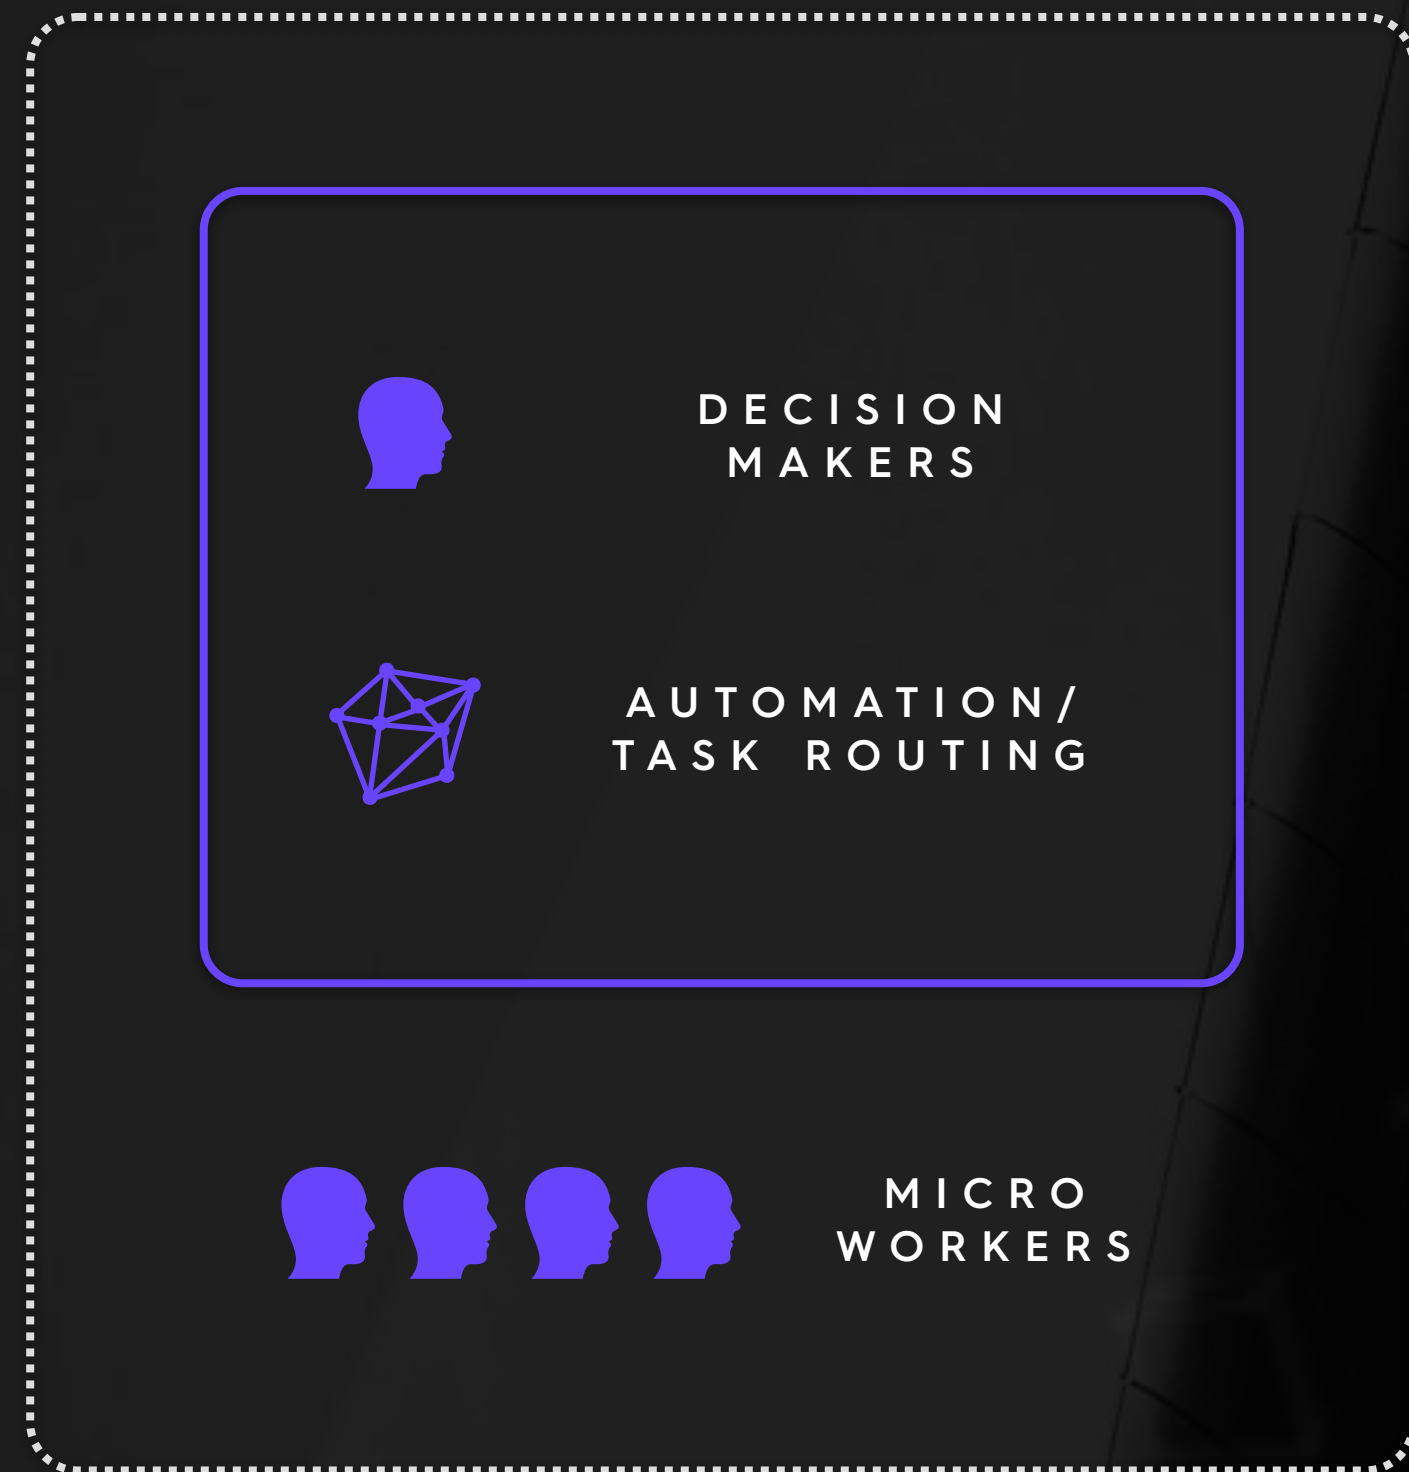 DECISION
MAKERS
AUTOMATION/
TASK ROUTING
MICRO
WORKERS